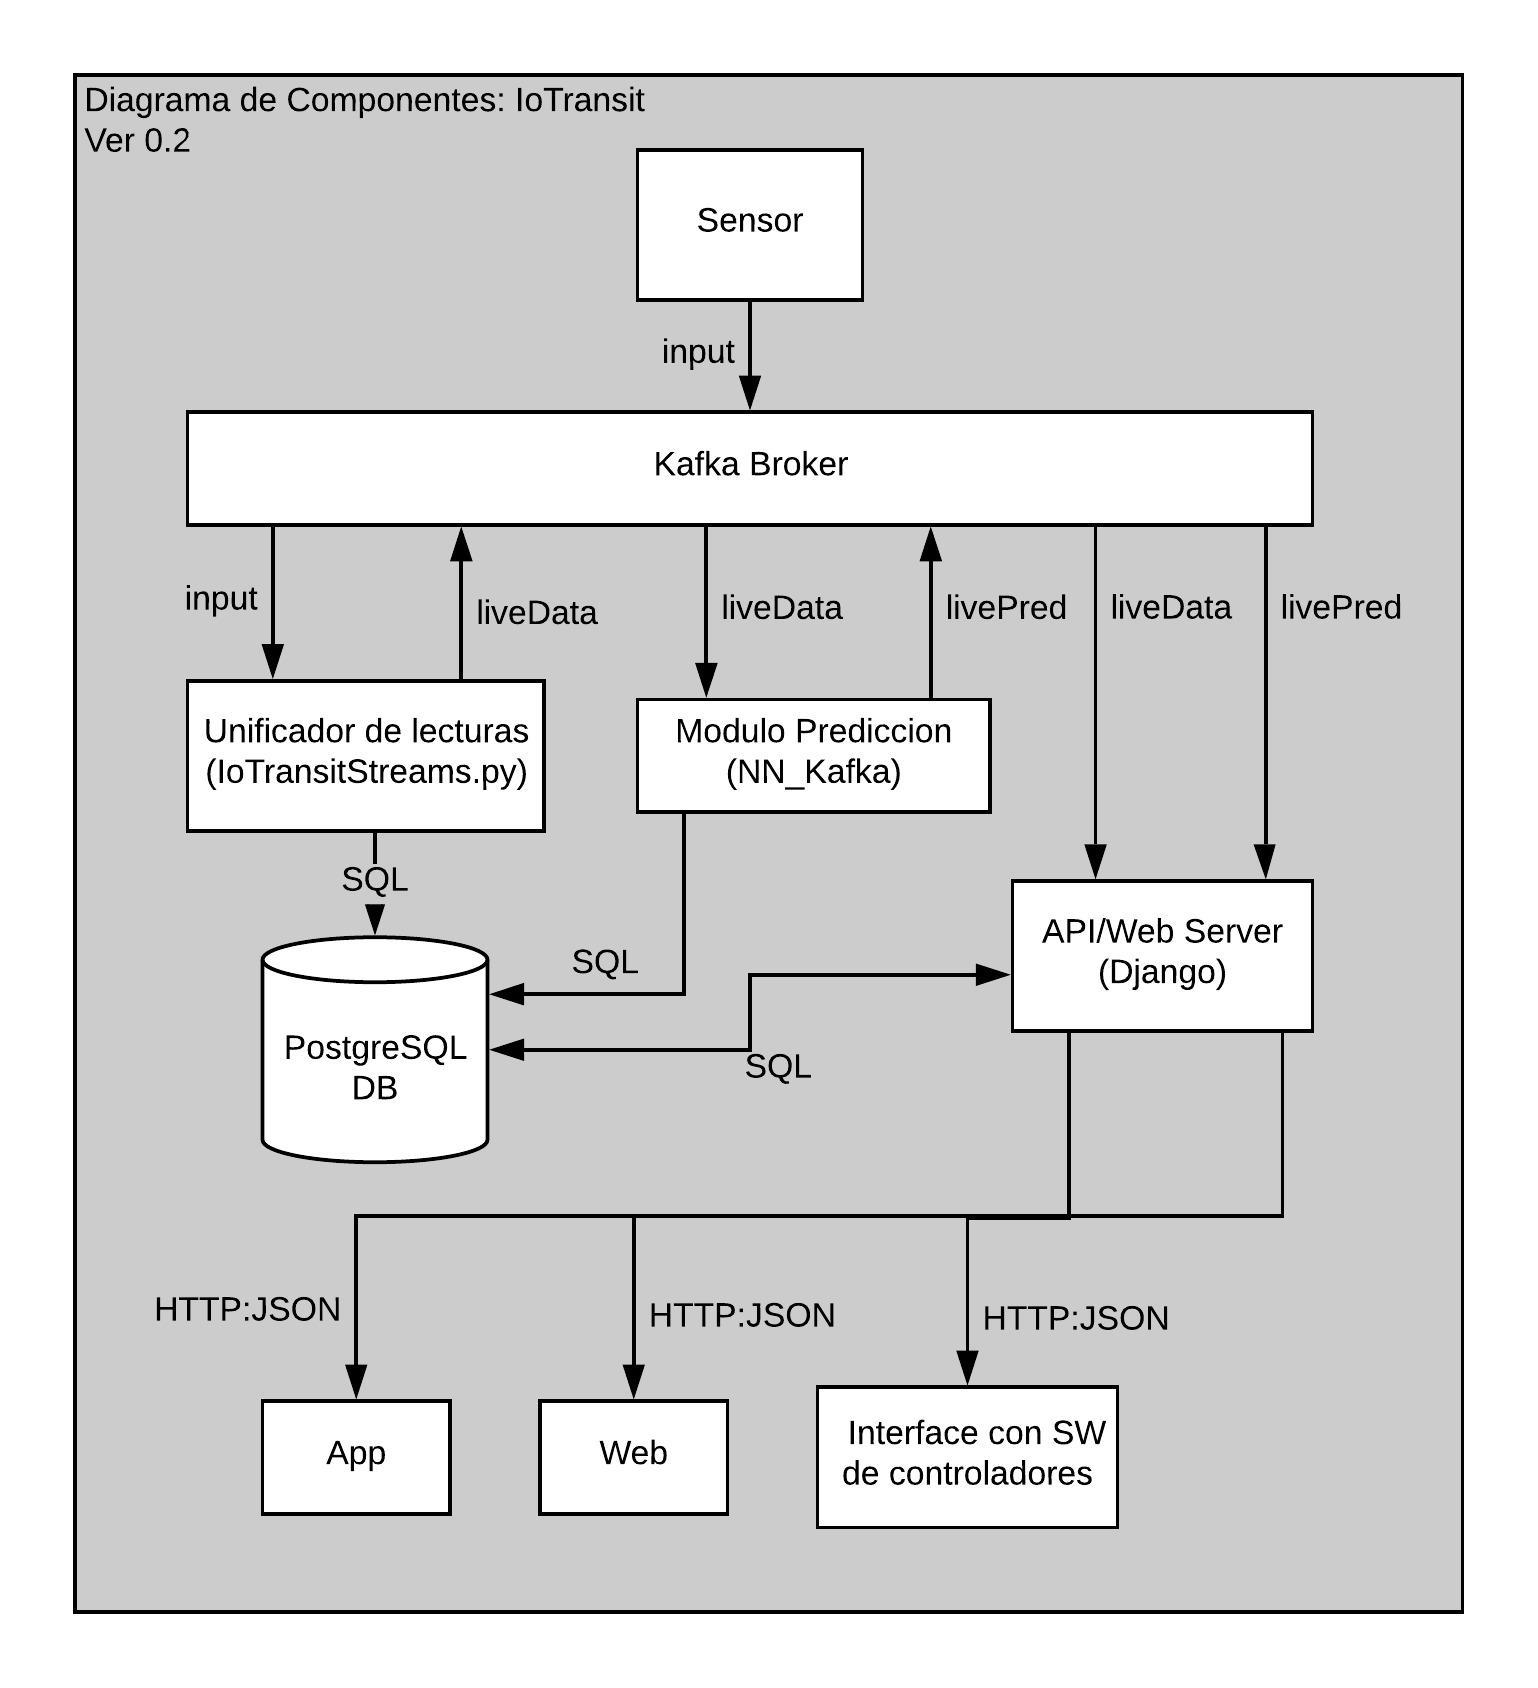 Diagrama de Componentes: IoTransit
Ver 0.2
Sensor
input
Kafka Broker
input
liveData
liveData
livePred
liveData
livePred
Unificador de lecturas
(IoTransitStreams.py)
Modulo Prediccion
(NN_Kafka)
SQL
API/Web Server
(Django)
SQL
PostgreSQL
DB
SQL
HTTP:JSON
HTTP:JSON
HTTP:JSON
App
Web
Interface con SW
de controladores